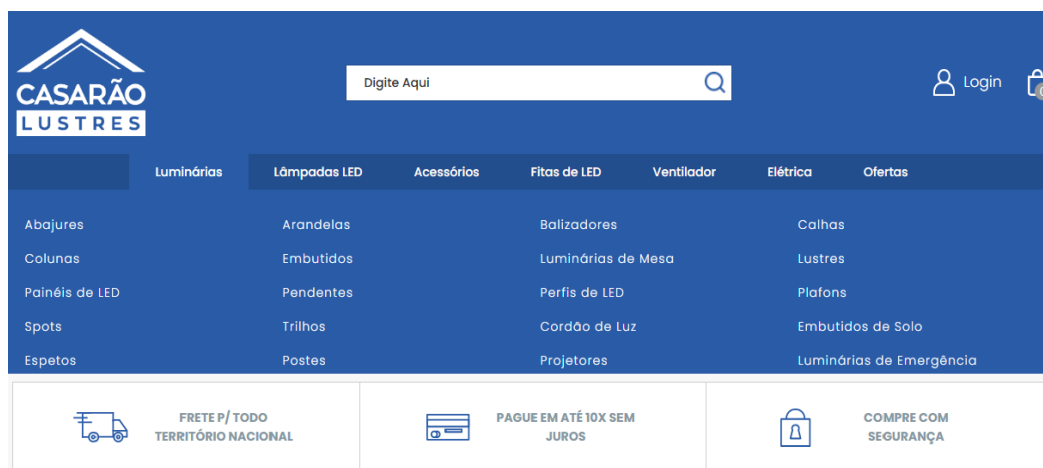 CASARÃO
LUSTRES
Digite Aqui
Login
Luminárias Lâmpadas LED Acessórios Fitas de LED Ventilador Elétrica Ofertas
Abajures Arandelas Balizadores Calhas
Colunas Embutidos Luminárias de Mesa Lustres
Painéis de LED Pendentes Perfis de LED Plafons
Spots Trilhos Cordão de Luz Embutidos de Solo
Espetos Postes Projetores Luminárias de Emergência
FRETE P/ TODO
TERRITÓRIO NACIONAL
PAGUE EM ATÉ 10X SEM
JUROS
COMPRE COM
SEGURANÇA